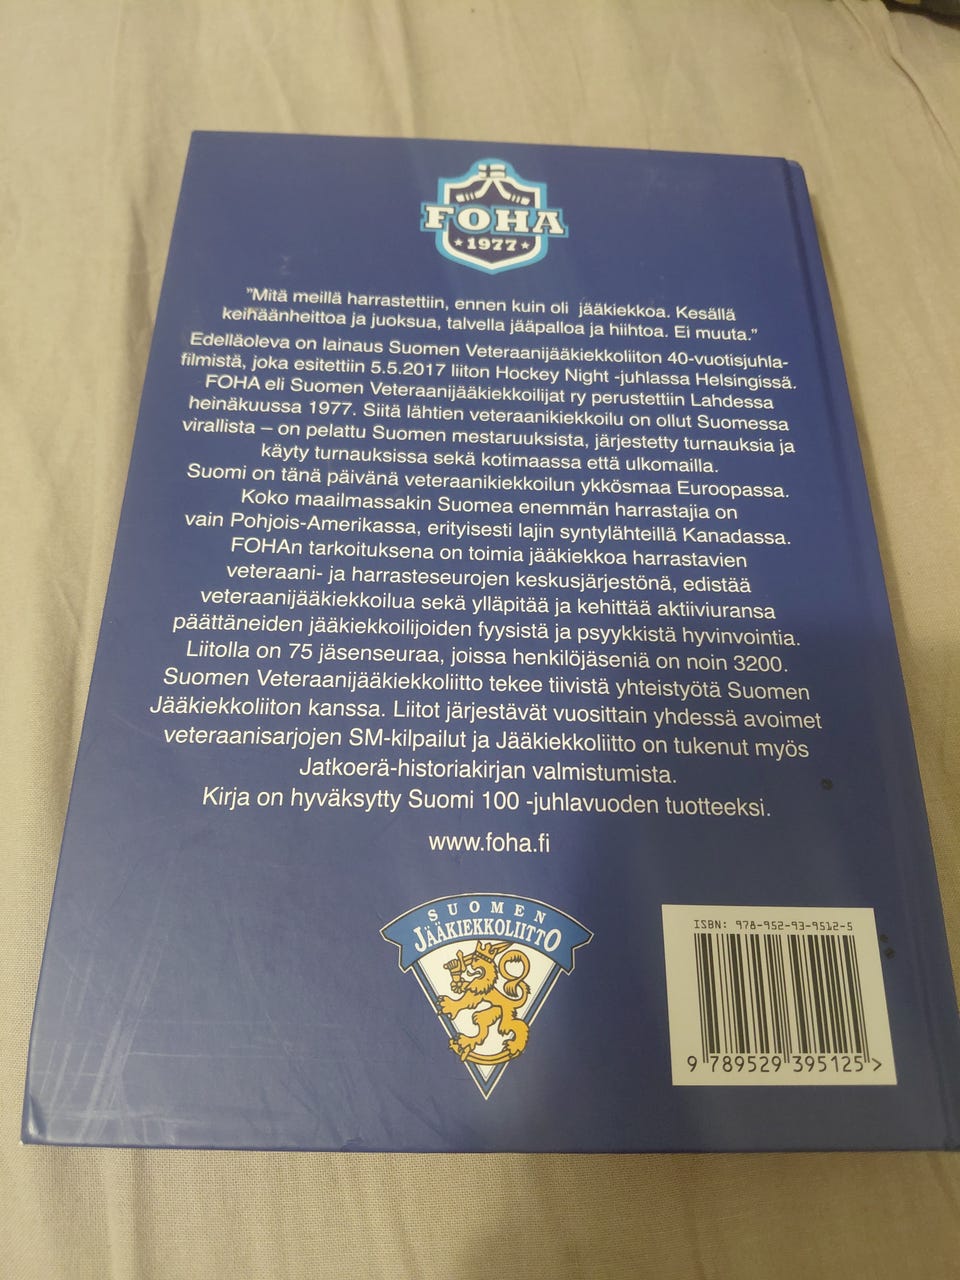 FOHA
1977
"Mitä meillä harrastettiin, ennen kuin oli jääkiekkoa. Kesällä
keihäänheittoa ja juoksua, talvella jääpalloa ja hiihtoa. Ei muuta."
Edelläoleva on lainaus Suomen Veteraanijääkiekkoliiton 40-vuotisjuhla-
filmistä, joka esitettiin 5.5.2017 liiton Hockey Night -juhlassa Helsingissä.
FOHA eli Suomen Veteraanijääkiekkoilijat ry perustettiin Lahdessa
heinäkuussa 1977. Siitä lähtien veteraanikiekkoilu on ollut Suomessa
virallista – on pelattu Suomen mestaruuksista, järjestetty turnauksia ja
käyty turnauksissa sekä kotimaassa että ulkomailla.
Suomi on tänä päivänä veteraanikiekkoilun ykkösmaa Euroopassa.
Koko maailmassakin Suomea enemmän harrastajia on
vain Pohjois-Amerikassa, erityisesti lajin syntylähteillä Kanadassa.
FOHAn tarkoituksena on toimia jääkiekkoa harrastavien
veteraani- ja harrasteseurojen keskusjärjestönä, edistää
veteraanijääkiekkoilua sekä ylläpitää ja kehittää aktiiviuransa
päättäneiden jääkiekkoilijoiden fyysistä ja psyykkistä hyvinvointia.
Liitolla on 75 jäsenseuraa, joissa henkilöjäseniä on noin 3200.
Suomen Veteraanijääkiekkoliitto tekee tiivistä yhteistyötä Suomen
Jääkiekkoliiton kanssa. Liitot järjestävät vuosittain yhdessä avoimet
veteraanisarjojen SM-kilpailut ja Jääkiekkoliitto on tukenut myös
Jatkoerä-historiakirjan valmistumista.
Kirja on hyväksytty Suomi 100 -juhlavuoden tuotteeksi.
www.foha.fi
SUOMEN
JÄÄKIEKKOLIITTO
ISBN: 978-952-93-9512-5
9 789529 395125 >